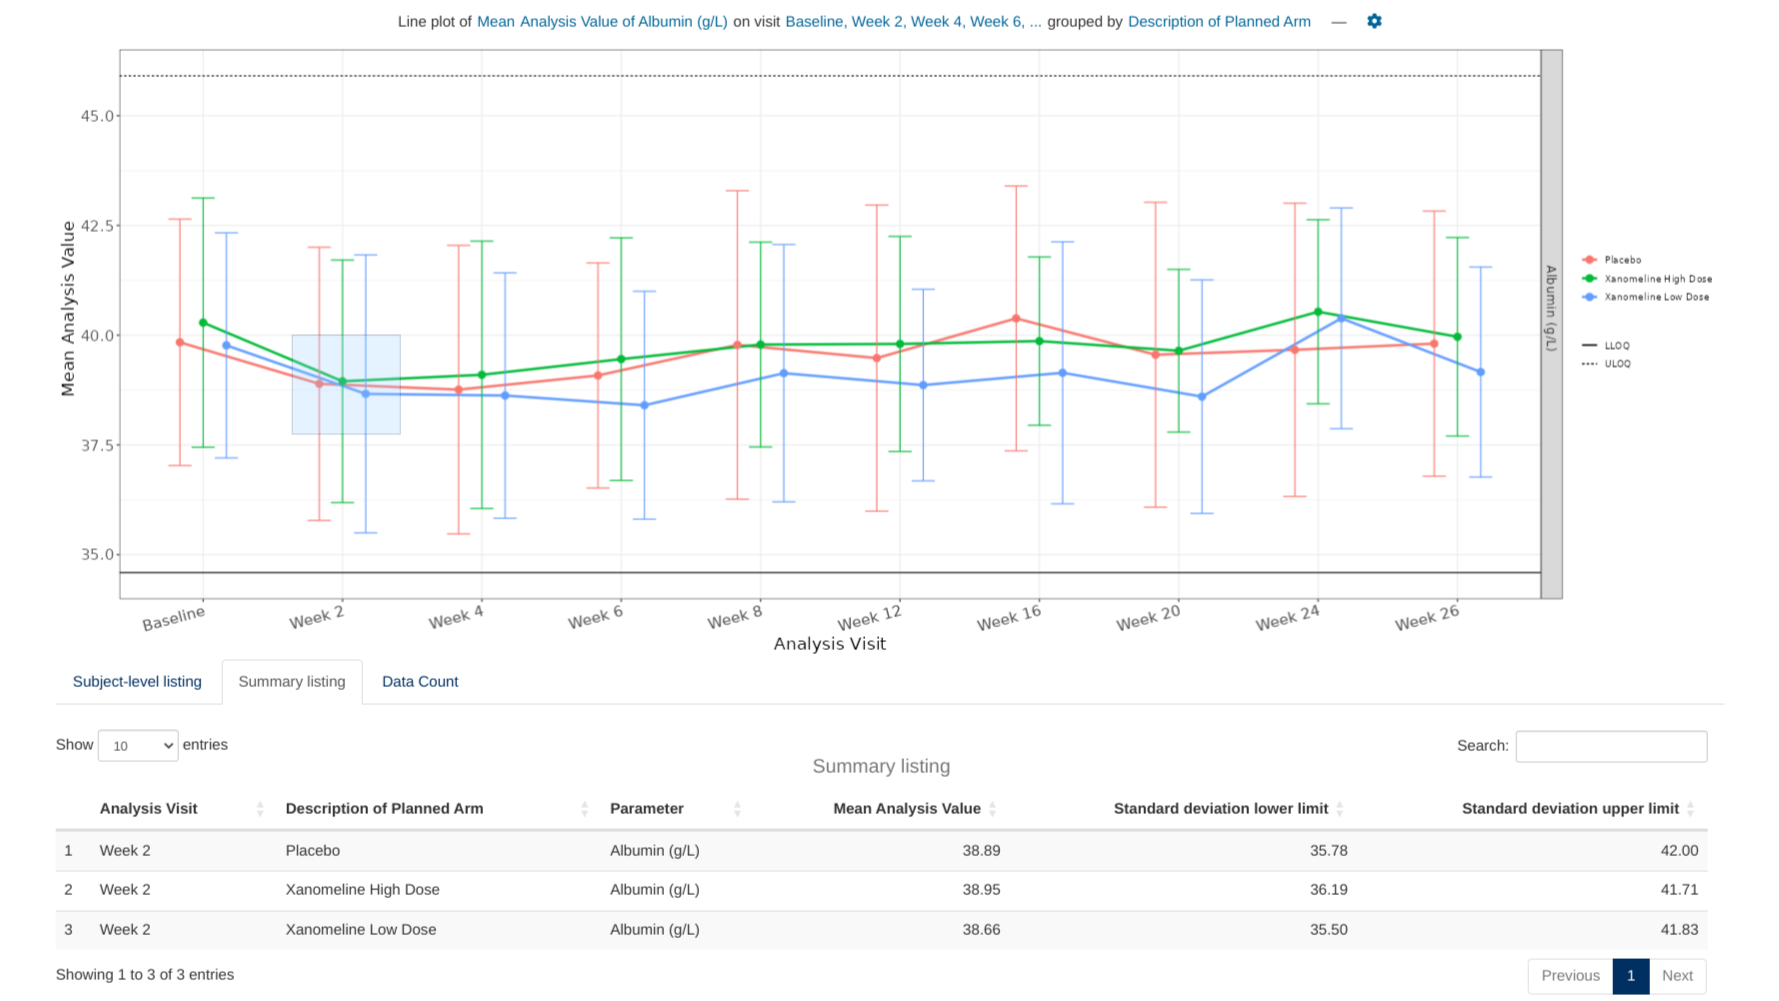 Line plot of Mean Analysis Value of Albumin (g/L) on visit Baseline, Week 2, Week 4, Week 6, ... grouped by Description of Planned Arm —
Mean Analysis Value
45.0
42.5
40.0
37.5
35.0
Albumin (g/L)
Placebo
Xanomeline High Dose
Xanomeline Low Dose
LLOQ
ULOQ
Baseline Week 2 Week 4 Week 6 Week 8 Week 12 Week 16 Week 20 Week 24 Week 26
Analysis Visit
Subject-level listing Summary listing Data Count
Show 10 entries Search:
Summary listing
Analysis Visit Description of Planned Arm Parameter Mean Analysis Value Standard deviation lower limit Standard deviation upper limit
1 Week 2 Placebo Albumin (g/L) 38.89 35.78 42.00
2 Week 2 Xanomeline High Dose Albumin (g/L) 38.95 36.19 41.71
3 Week 2 Xanomeline Low Dose Albumin (g/L) 38.66 35.50 41.83
Showing 1 to 3 of 3 entries Previous 1 Next